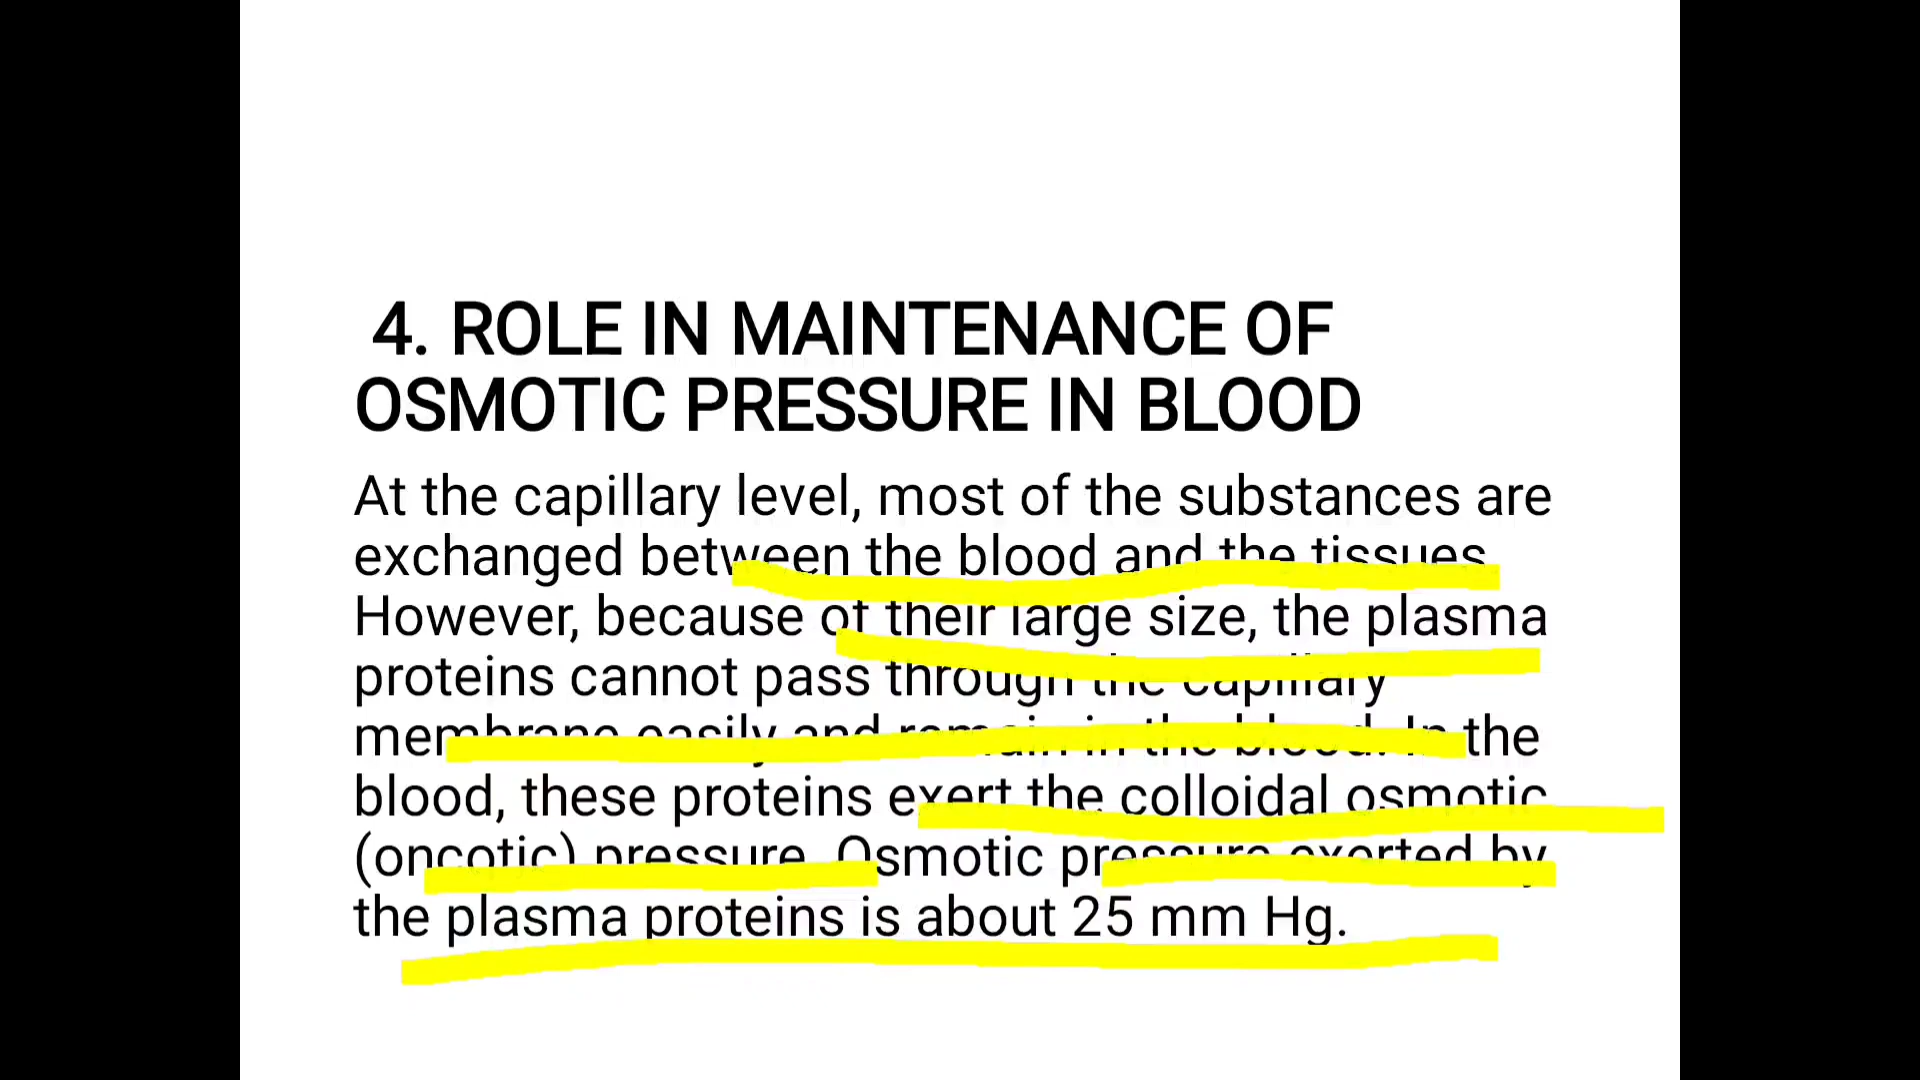 4. ROLE IN MAINTENANCE OF
OSMOTIC PRESSURE IN BLOOD
At the capillary level, most of the substances are
exchanged between the blood and the tissues.
However, because of their large size, the plasma
proteins cannot pass through the capillary
membrane easily and remain in the blood. In the
blood, these proteins exert the colloidal osmotic
(oncotic) pressure. Osmotic pressure exerted by
the plasma proteins is about 25 mm Hg.